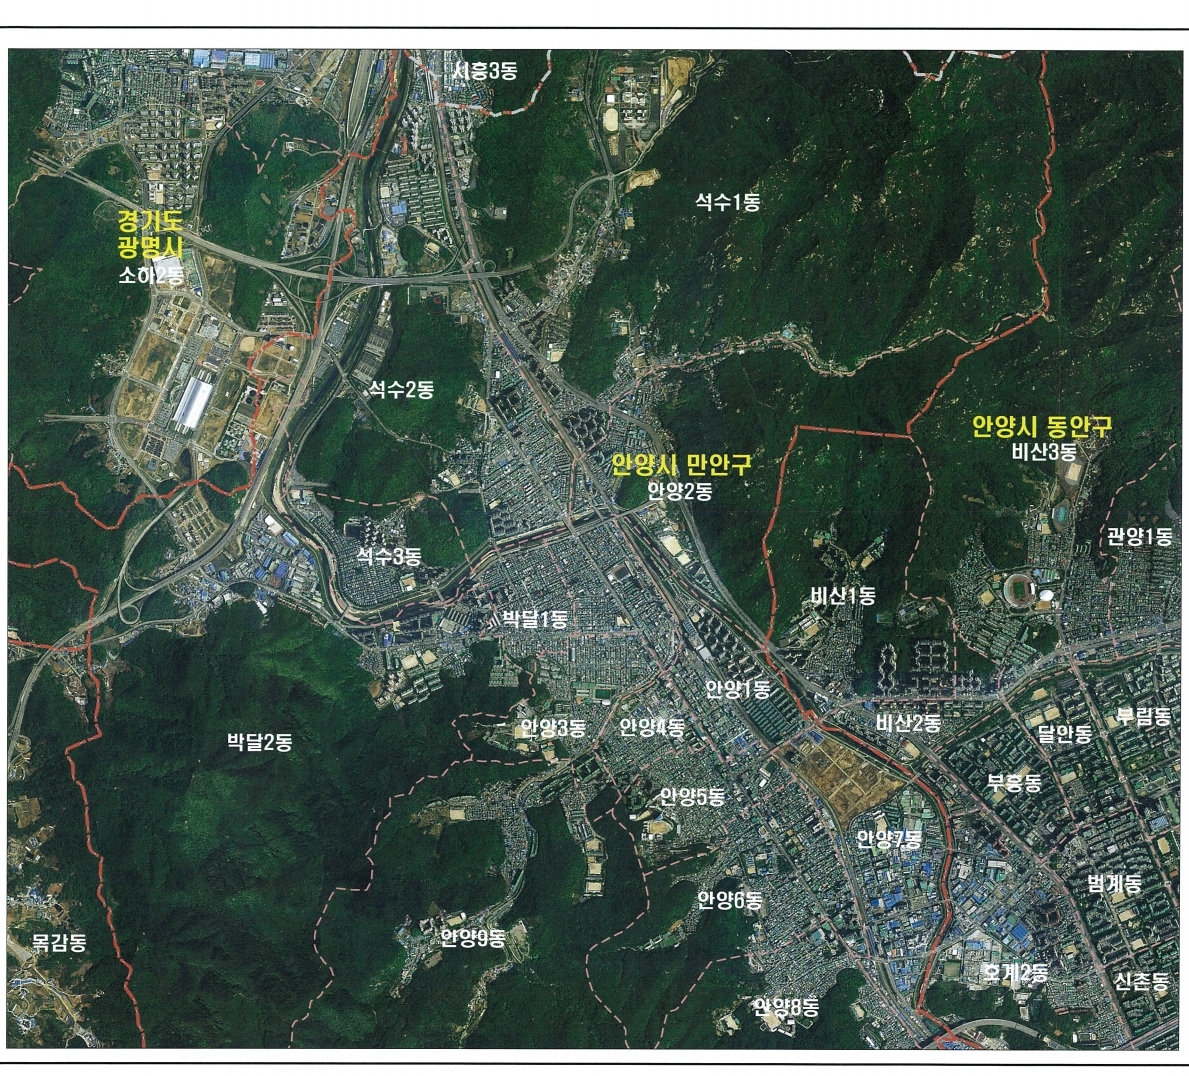 시흥3동
석수1동
경기도
광명시
소하2동
석수2동
안양시 동안구
비산3동
안양시 만안구
안양2동
관양1동
석수3동
비산1동
박달1동
안양1동
부림동
비산2동
안양3동
안양4동
달안동
박달2동
부흥동
안양5동
안양7동
범계동
안양6동
안양9동
목감동
호계2동
신촌동
안양8동